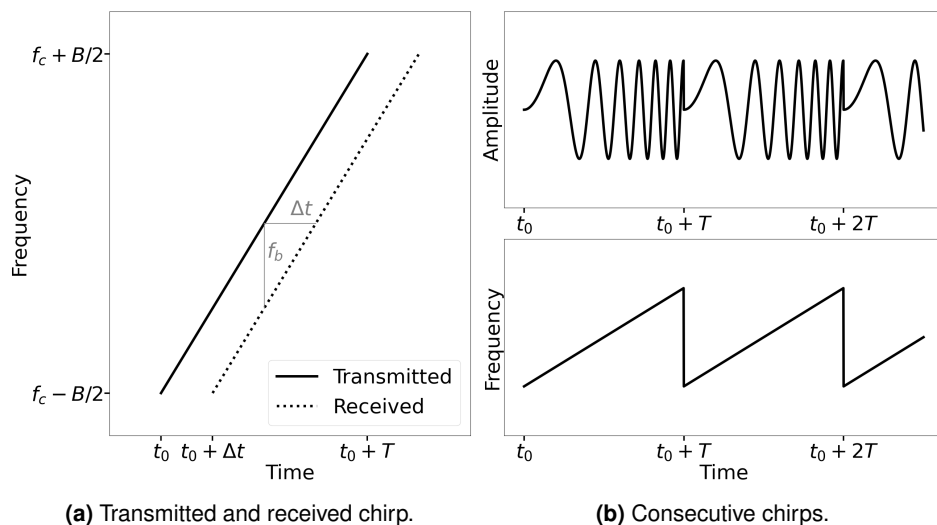 f_c + B/2
Frequency
Δt
f_b
Transmitted
Received
f_c − B/2
t_0 t_0 + Δt t_0 + T
Time
(a) Transmitted and received chirp.
Amplitude
t_0 t_0 + T t_0 + 2T
Frequency
t_0 t_0 + T t_0 + 2T
Time
(b) Consecutive chirps.